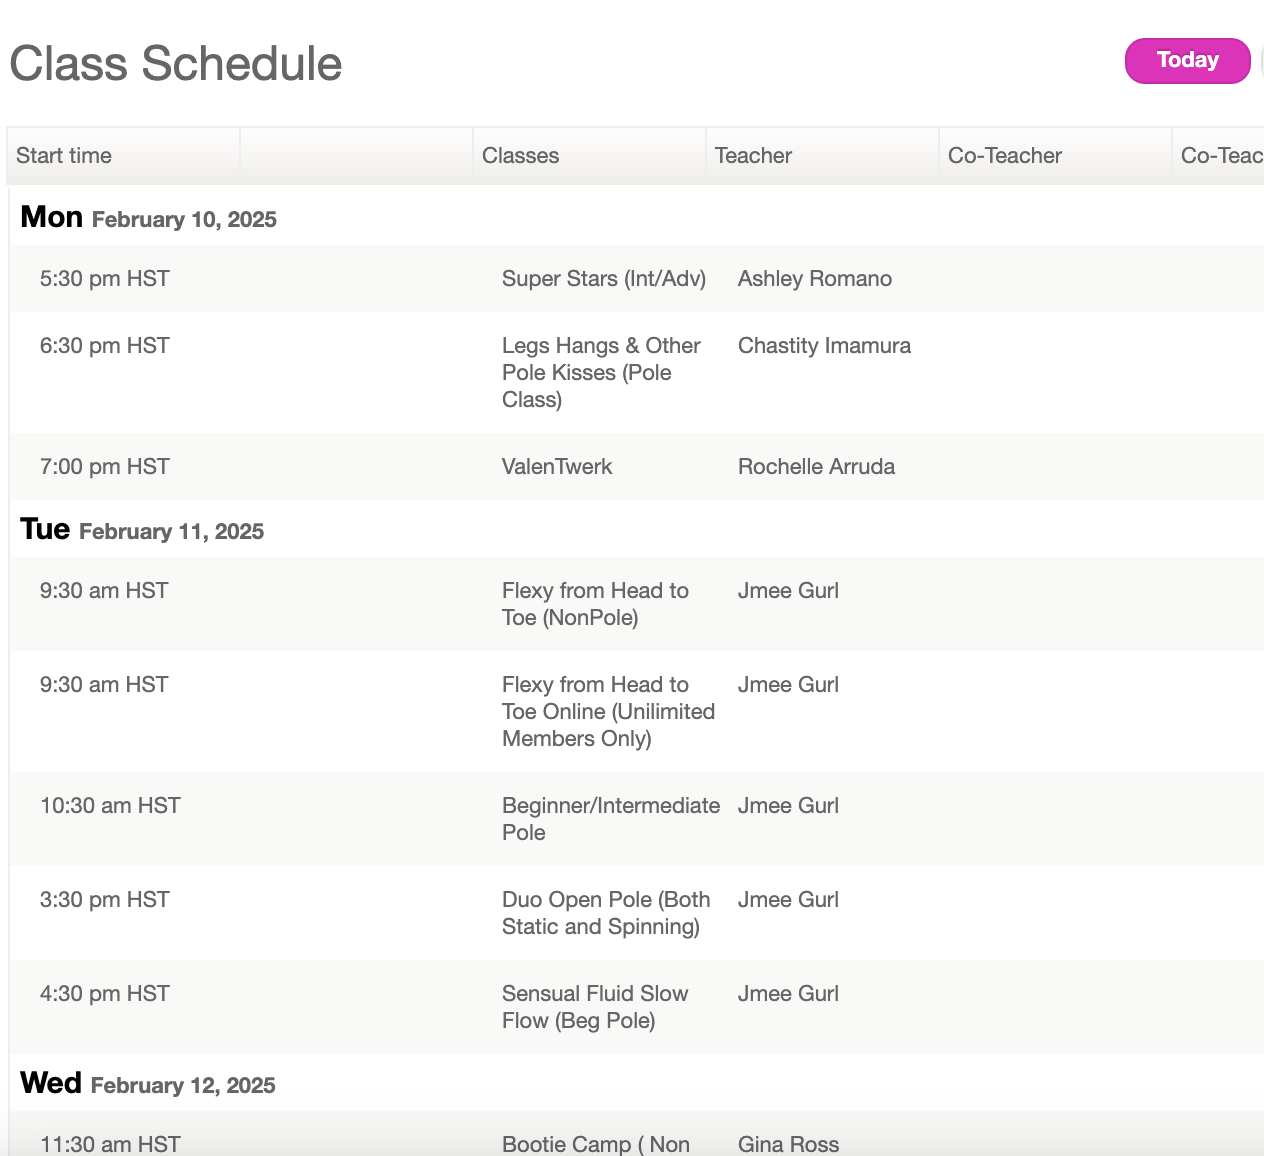 Class Schedule
Today
Start time Classes Teacher Co-Teacher Co-Teac
Mon February 10, 2025
5:30 pm HST Super Stars (Int/Adv) Ashley Romano
6:30 pm HST Legs Hangs & Other Chastity Imamura
Pole Kisses (Pole
Class)
7:00 pm HST ValenTwerk Rochelle Arruda
Tue February 11, 2025
9:30 am HST Flexy from Head to Jmee Gurl
Toe (NonPole)
9:30 am HST Flexy from Head to Jmee Gurl
Toe Online (Unilimited
Members Only)
10:30 am HST Beginner/Intermediate Jmee Gurl
Pole
3:30 pm HST Duo Open Pole (Both Jmee Gurl
Static and Spinning)
4:30 pm HST Sensual Fluid Slow Jmee Gurl
Flow (Beg Pole)
Wed February 12, 2025
11:30 am HST Bootie Camp ( Non Gina Ross